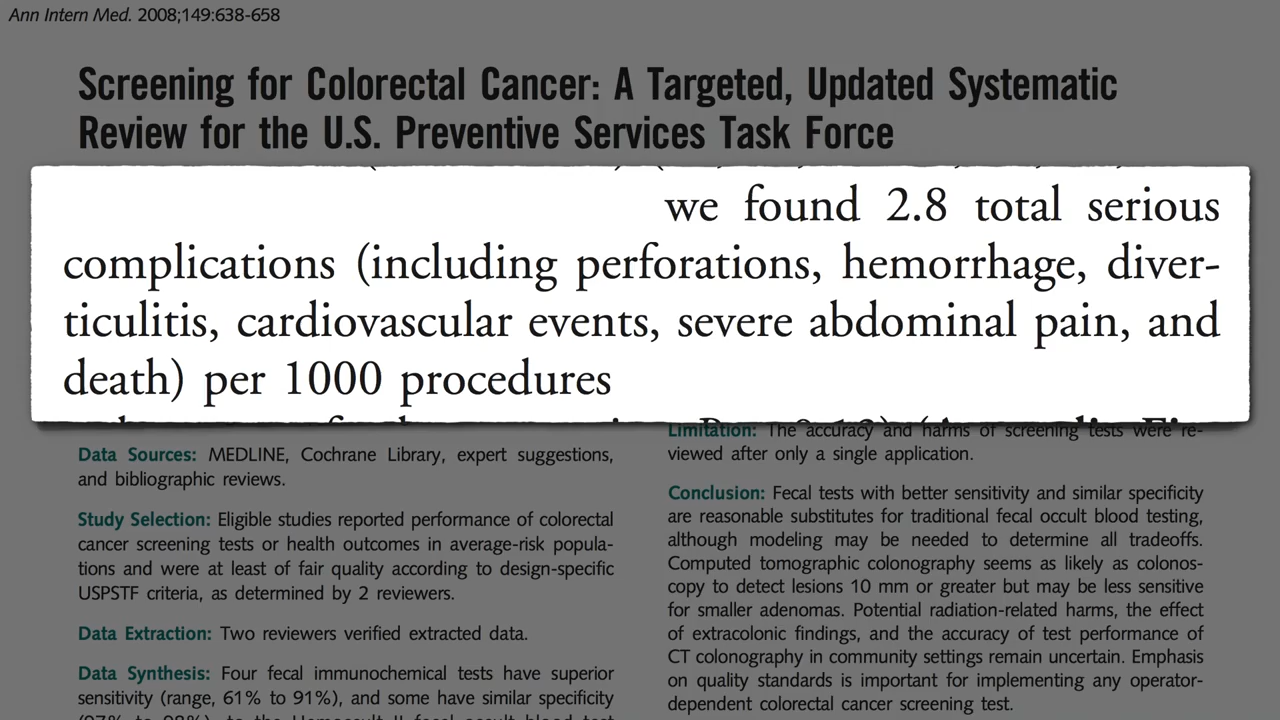 Ann Intern Med. 2008;149:638-658
Screening for Colorectal Cancer: A Targeted, Updated Systematic
Review for the U.S. Preventive Services Task Force
we found 2.8 total serious
complications (including perforations, hemorrhage, diver-
ticulitis, cardiovascular events, severe abdominal pain, and
death) per 1000 procedures
Data Sources: MEDLINE, Cochrane Library, expert suggestions,
and bibliographic reviews.
Study Selection: Eligible studies reported performance of colorectal
cancer screening tests or health outcomes in average-risk popula-
tions and were at least of fair quality according to design-specific
USPSTF criteria, as determined by 2 reviewers.
Data Extraction: Two reviewers verified extracted data.
Data Synthesis: Four fecal immunochemical tests have superior
sensitivity (range, 61% to 91%), and some have similar specificity
Limitation: The accuracy and harms of screening tests were re-
viewed after only a single application.
Conclusion: Fecal tests with better sensitivity and similar specificity
are reasonable substitutes for traditional fecal occult blood testing,
although modeling may be needed to determine all tradeoffs.
Computed tomographic colonography seems as likely as colonos-
copy to detect lesions 10 mm or greater but may be less sensitive
for smaller adenomas. Potential radiation-related harms, the effect
of extracolonic findings, and the accuracy of test performance of
CT colonography in community settings remain uncertain. Emphasis
on quality standards is important for implementing any operator-
dependent colorectal cancer screening test.